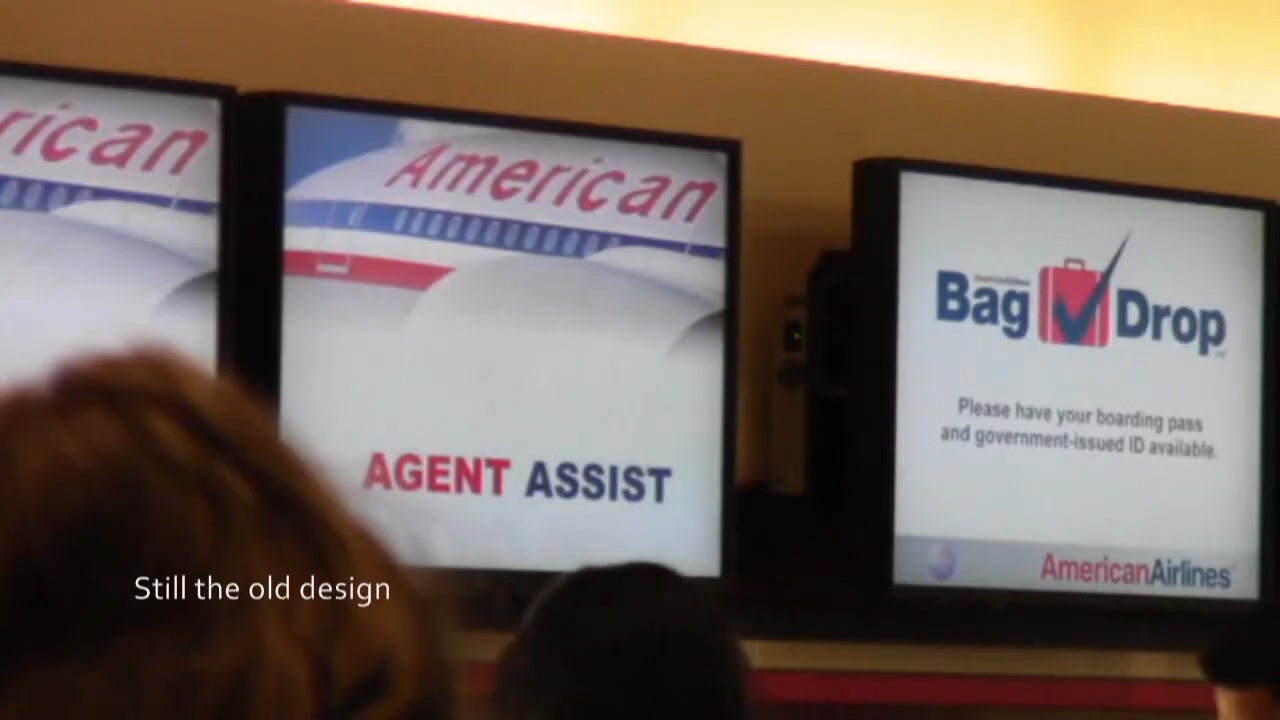 rican
American
AGENT ASSIST
Bag Drop
Please have your boarding pass
and government-issued ID available.
AmericanAirlines
Still the old design